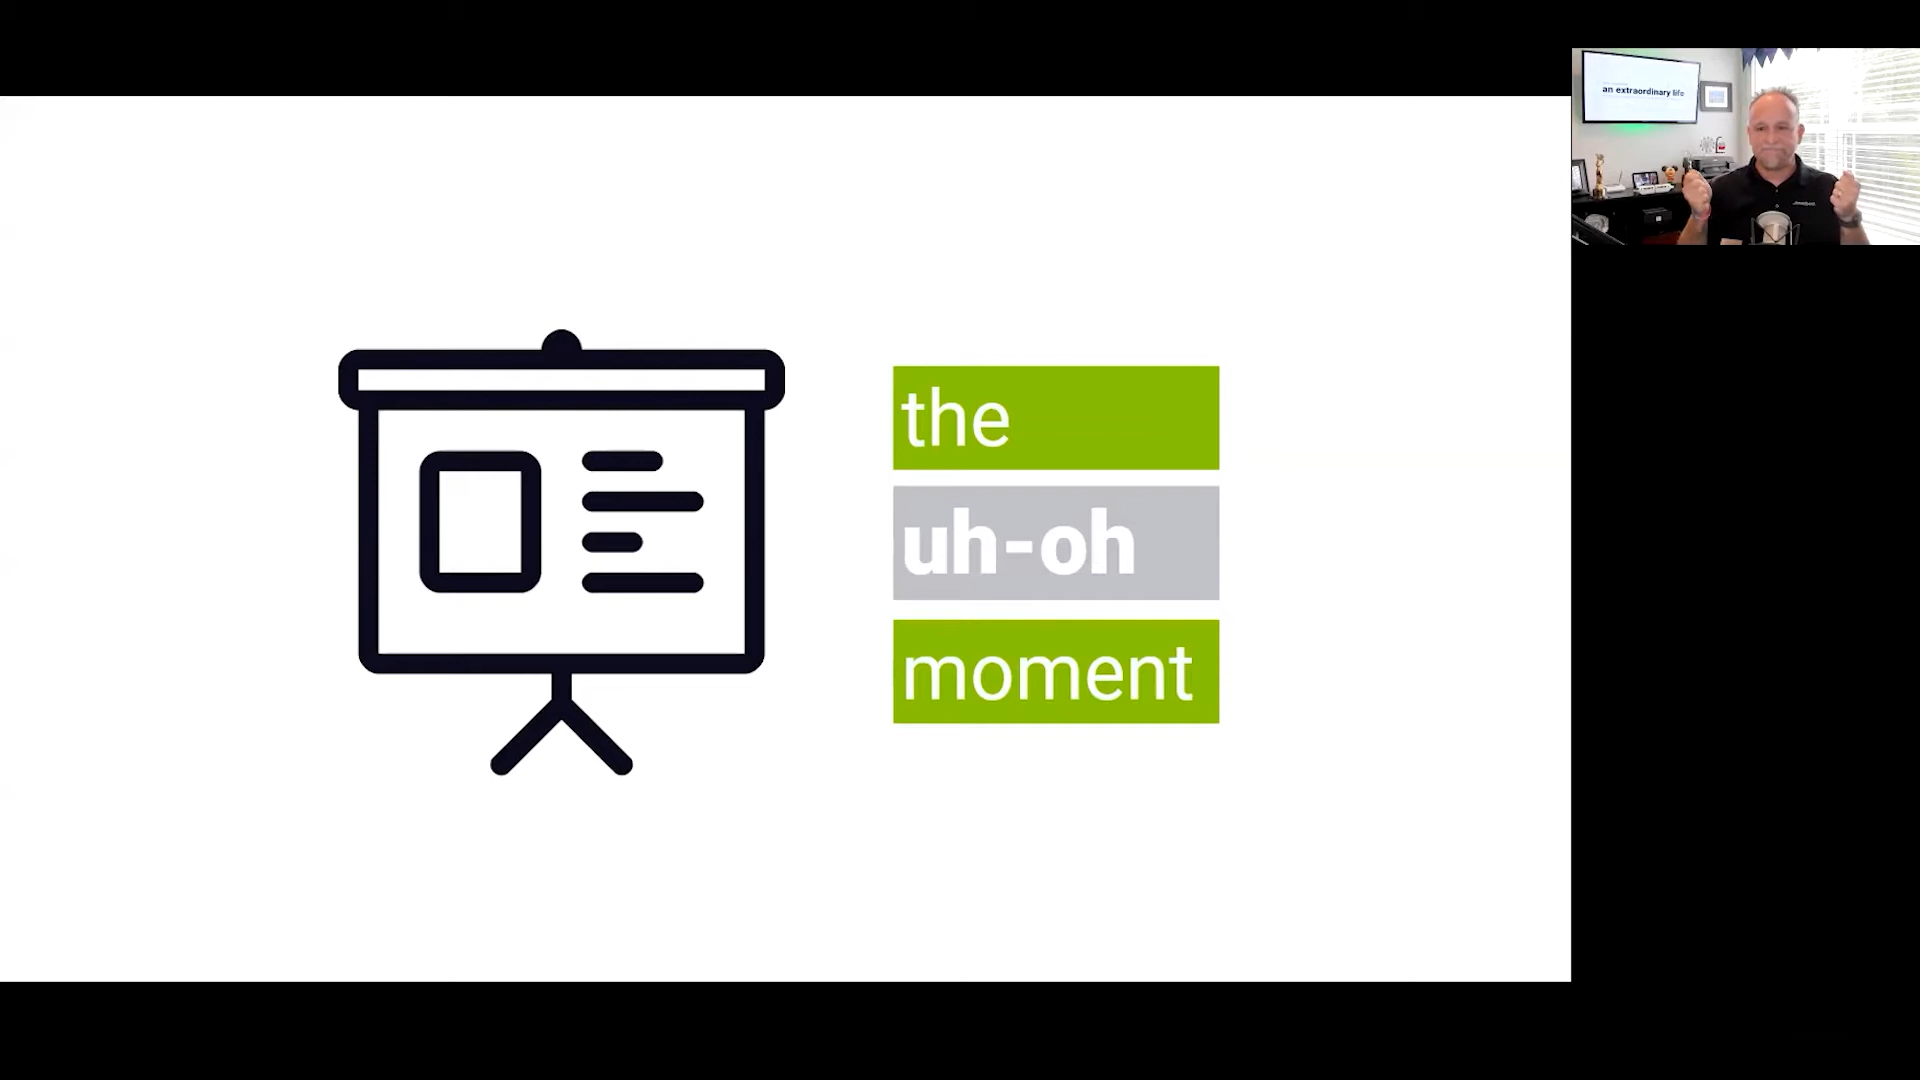 the
uh-oh
moment
an extraordinary life